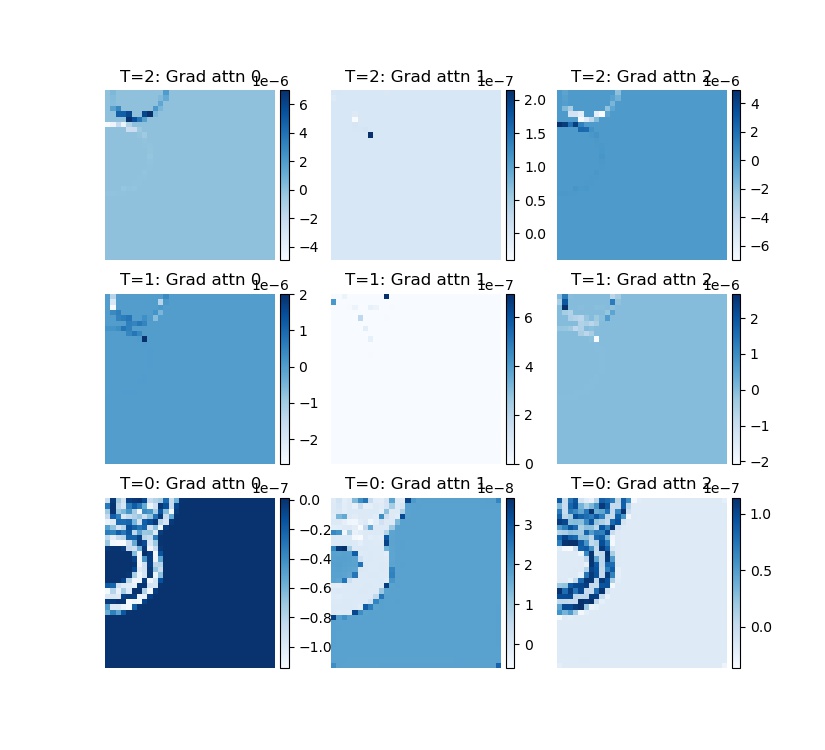 T=2: Grad attn 0
1e−6
6
4
2
0
−2
−4
T=2: Grad attn 1
1e−7
2.0
1.5
1.0
0.5
0.0
T=2: Grad attn 2
1e−6
4
2
0
−2
−4
−6
T=1: Grad attn 0
1e−6
2
1
0
−1
−2
T=1: Grad attn 1
1e−7
6
4
2
0
T=1: Grad attn 2
1e−6
2
1
0
−1
−2
T=0: Grad attn 0
1e−7
0.0
−0.2
−0.4
−0.6
−0.8
−1.0
T=0: Grad attn 1
1e−8
3
2
1
0
T=0: Grad attn 2
1e−7
1.0
0.5
0.0